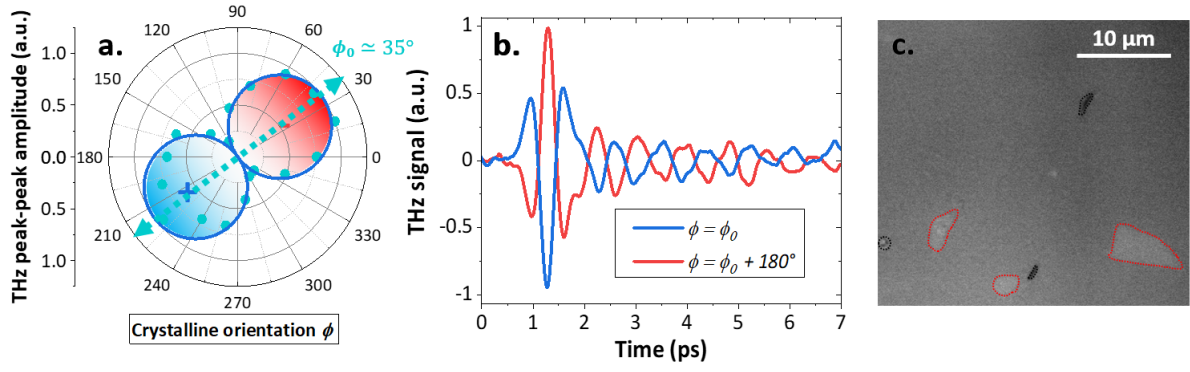 a.
THz peak-peak amplitude (a.u.)
1.0
0.5
0.0
0.5
1.0
90
60
30
0
330
300
270
240
210
180
150
120
ϕ₀ ≃ 35°
Crystalline orientation ϕ
b.
THz signal (a.u.)
1
0.5
0
-0.5
-1
ϕ = ϕ₀
ϕ = ϕ₀ + 180°
0 1 2 3 4 5 6 7
Time (ps)
c.
10 μm